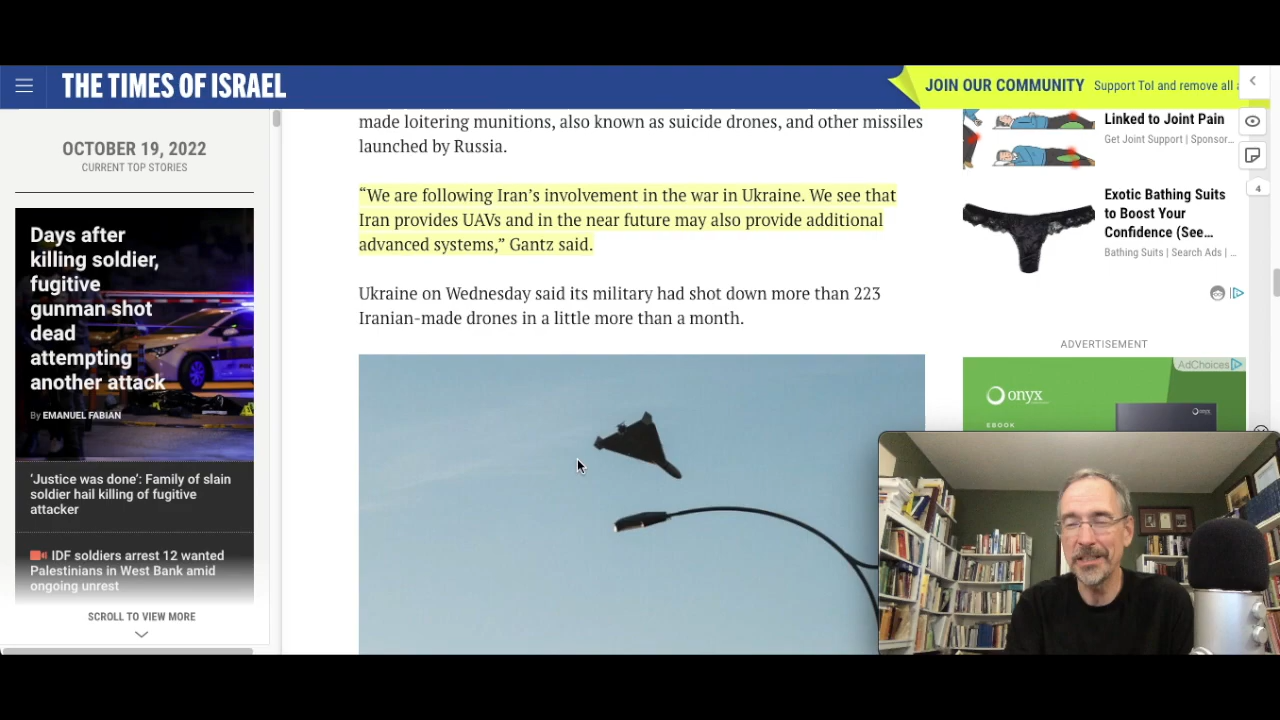 THE TIMES OF ISRAEL
JOIN OUR COMMUNITY
Support ToI and remove all
OCTOBER 19, 2022
CURRENT TOP STORIES
Days after
killing soldier,
fugitive
gunman shot
dead
attempting
another attack
By EMANUEL FABIAN
‘Justice was done’: Family of slain
soldier hail killing of fugitive
attacker
IDF soldiers arrest 12 wanted
Palestinians in West Bank amid
ongoing unrest
SCROLL TO VIEW MORE
made loitering munitions, also known as suicide drones, and other missiles
launched by Russia.
“We are following Iran’s involvement in the war in Ukraine. We see that
Iran provides UAVs and in the near future may also provide additional
advanced systems,” Gantz said.
Ukraine on Wednesday said its military had shot down more than 223
Iranian-made drones in a little more than a month.
Linked to Joint Pain
Get Joint Support | Sponsor...
Exotic Bathing Suits
to Boost Your
Confidence (See...
Bathing Suits | Search Ads | ...
4
ADVERTISEMENT
AdChoices
onyx
onyx
EBOOK